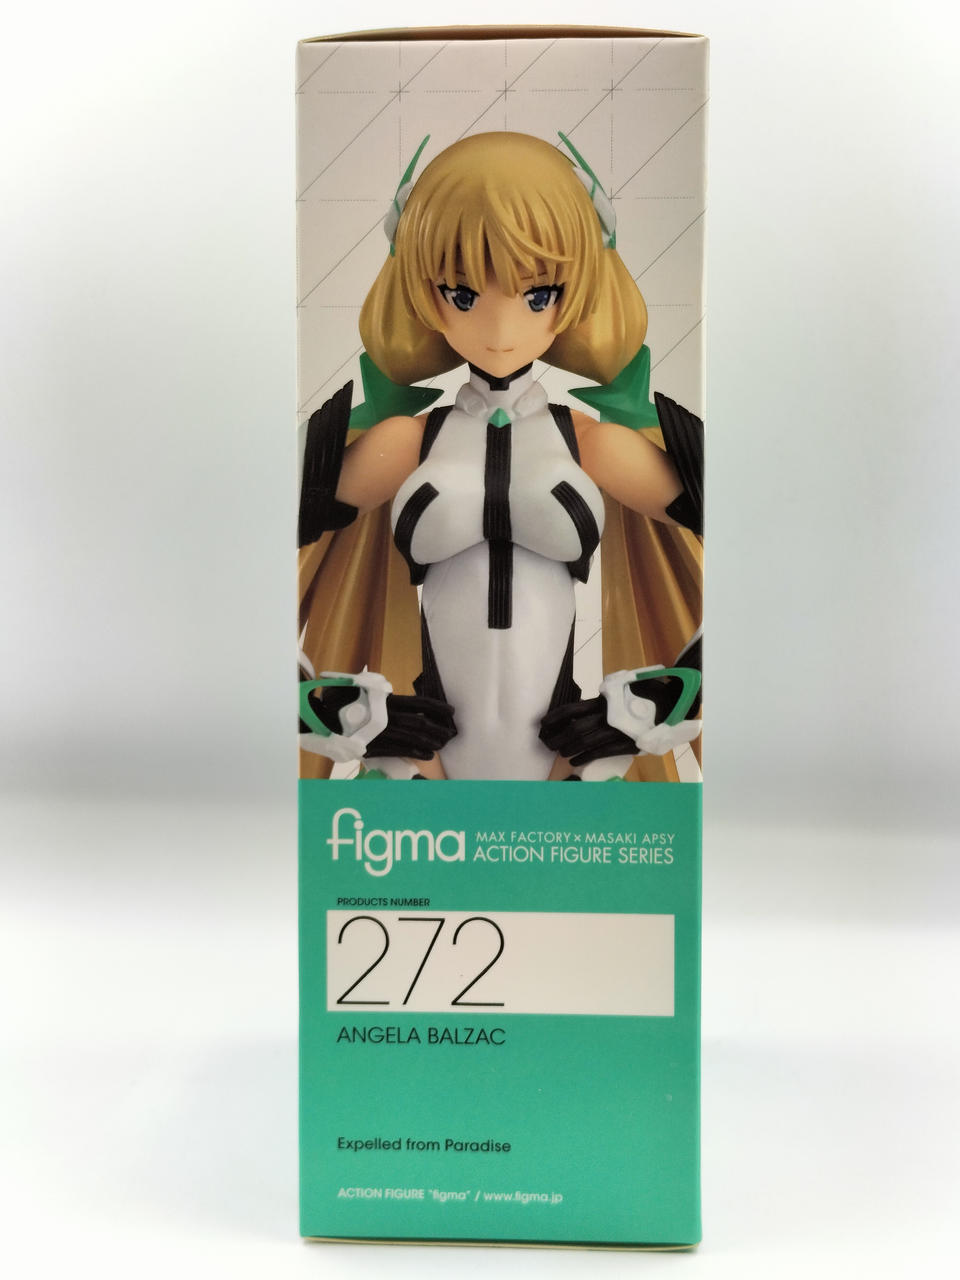 figma
MAX FACTORY × MASAKI APSY
ACTION FIGURE SERIES
PRODUCTS NUMBER
272
ANGELA BALZAC
Expelled from Paradise
ACTION FIGURE "figma" / www.figma.jp